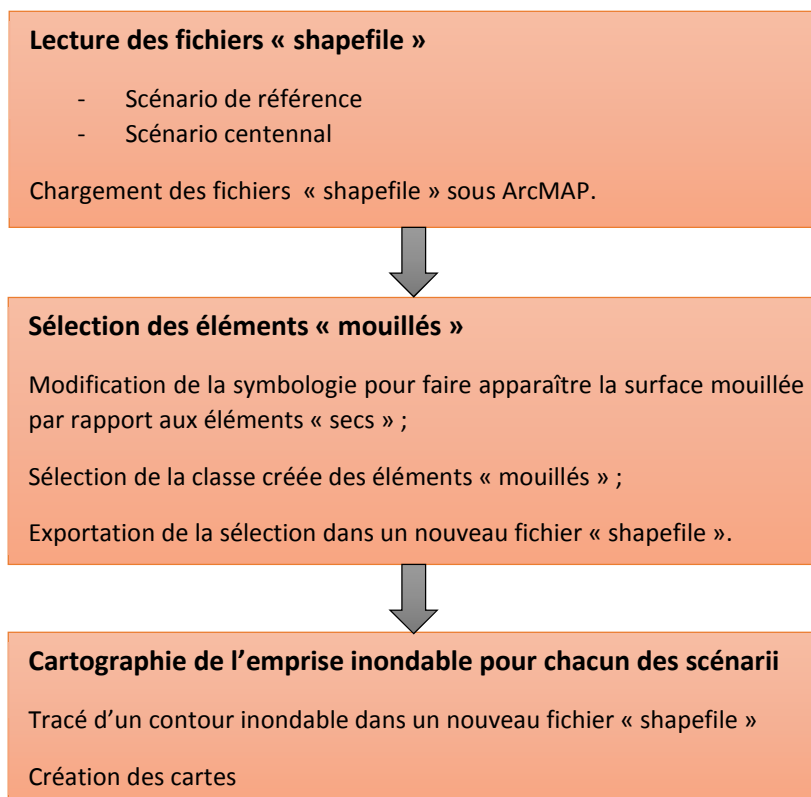 Lecture des fichiers « shapefile »
- Scénario de référence
- Scénario centennal
Chargement des fichiers « shapefile » sous ArcMAP.
Sélection des éléments « mouillés »
Modification de la symbologie pour faire apparaître la surface mouillée
par rapport aux éléments « secs » ;
Sélection de la classe créée des éléments « mouillés » ;
Exportation de la sélection dans un nouveau fichier « shapefile ».
Cartographie de l’emprise inondable pour chacun des scénarii
Tracé d’un contour inondable dans un nouveau fichier « shapefile »
Création des cartes